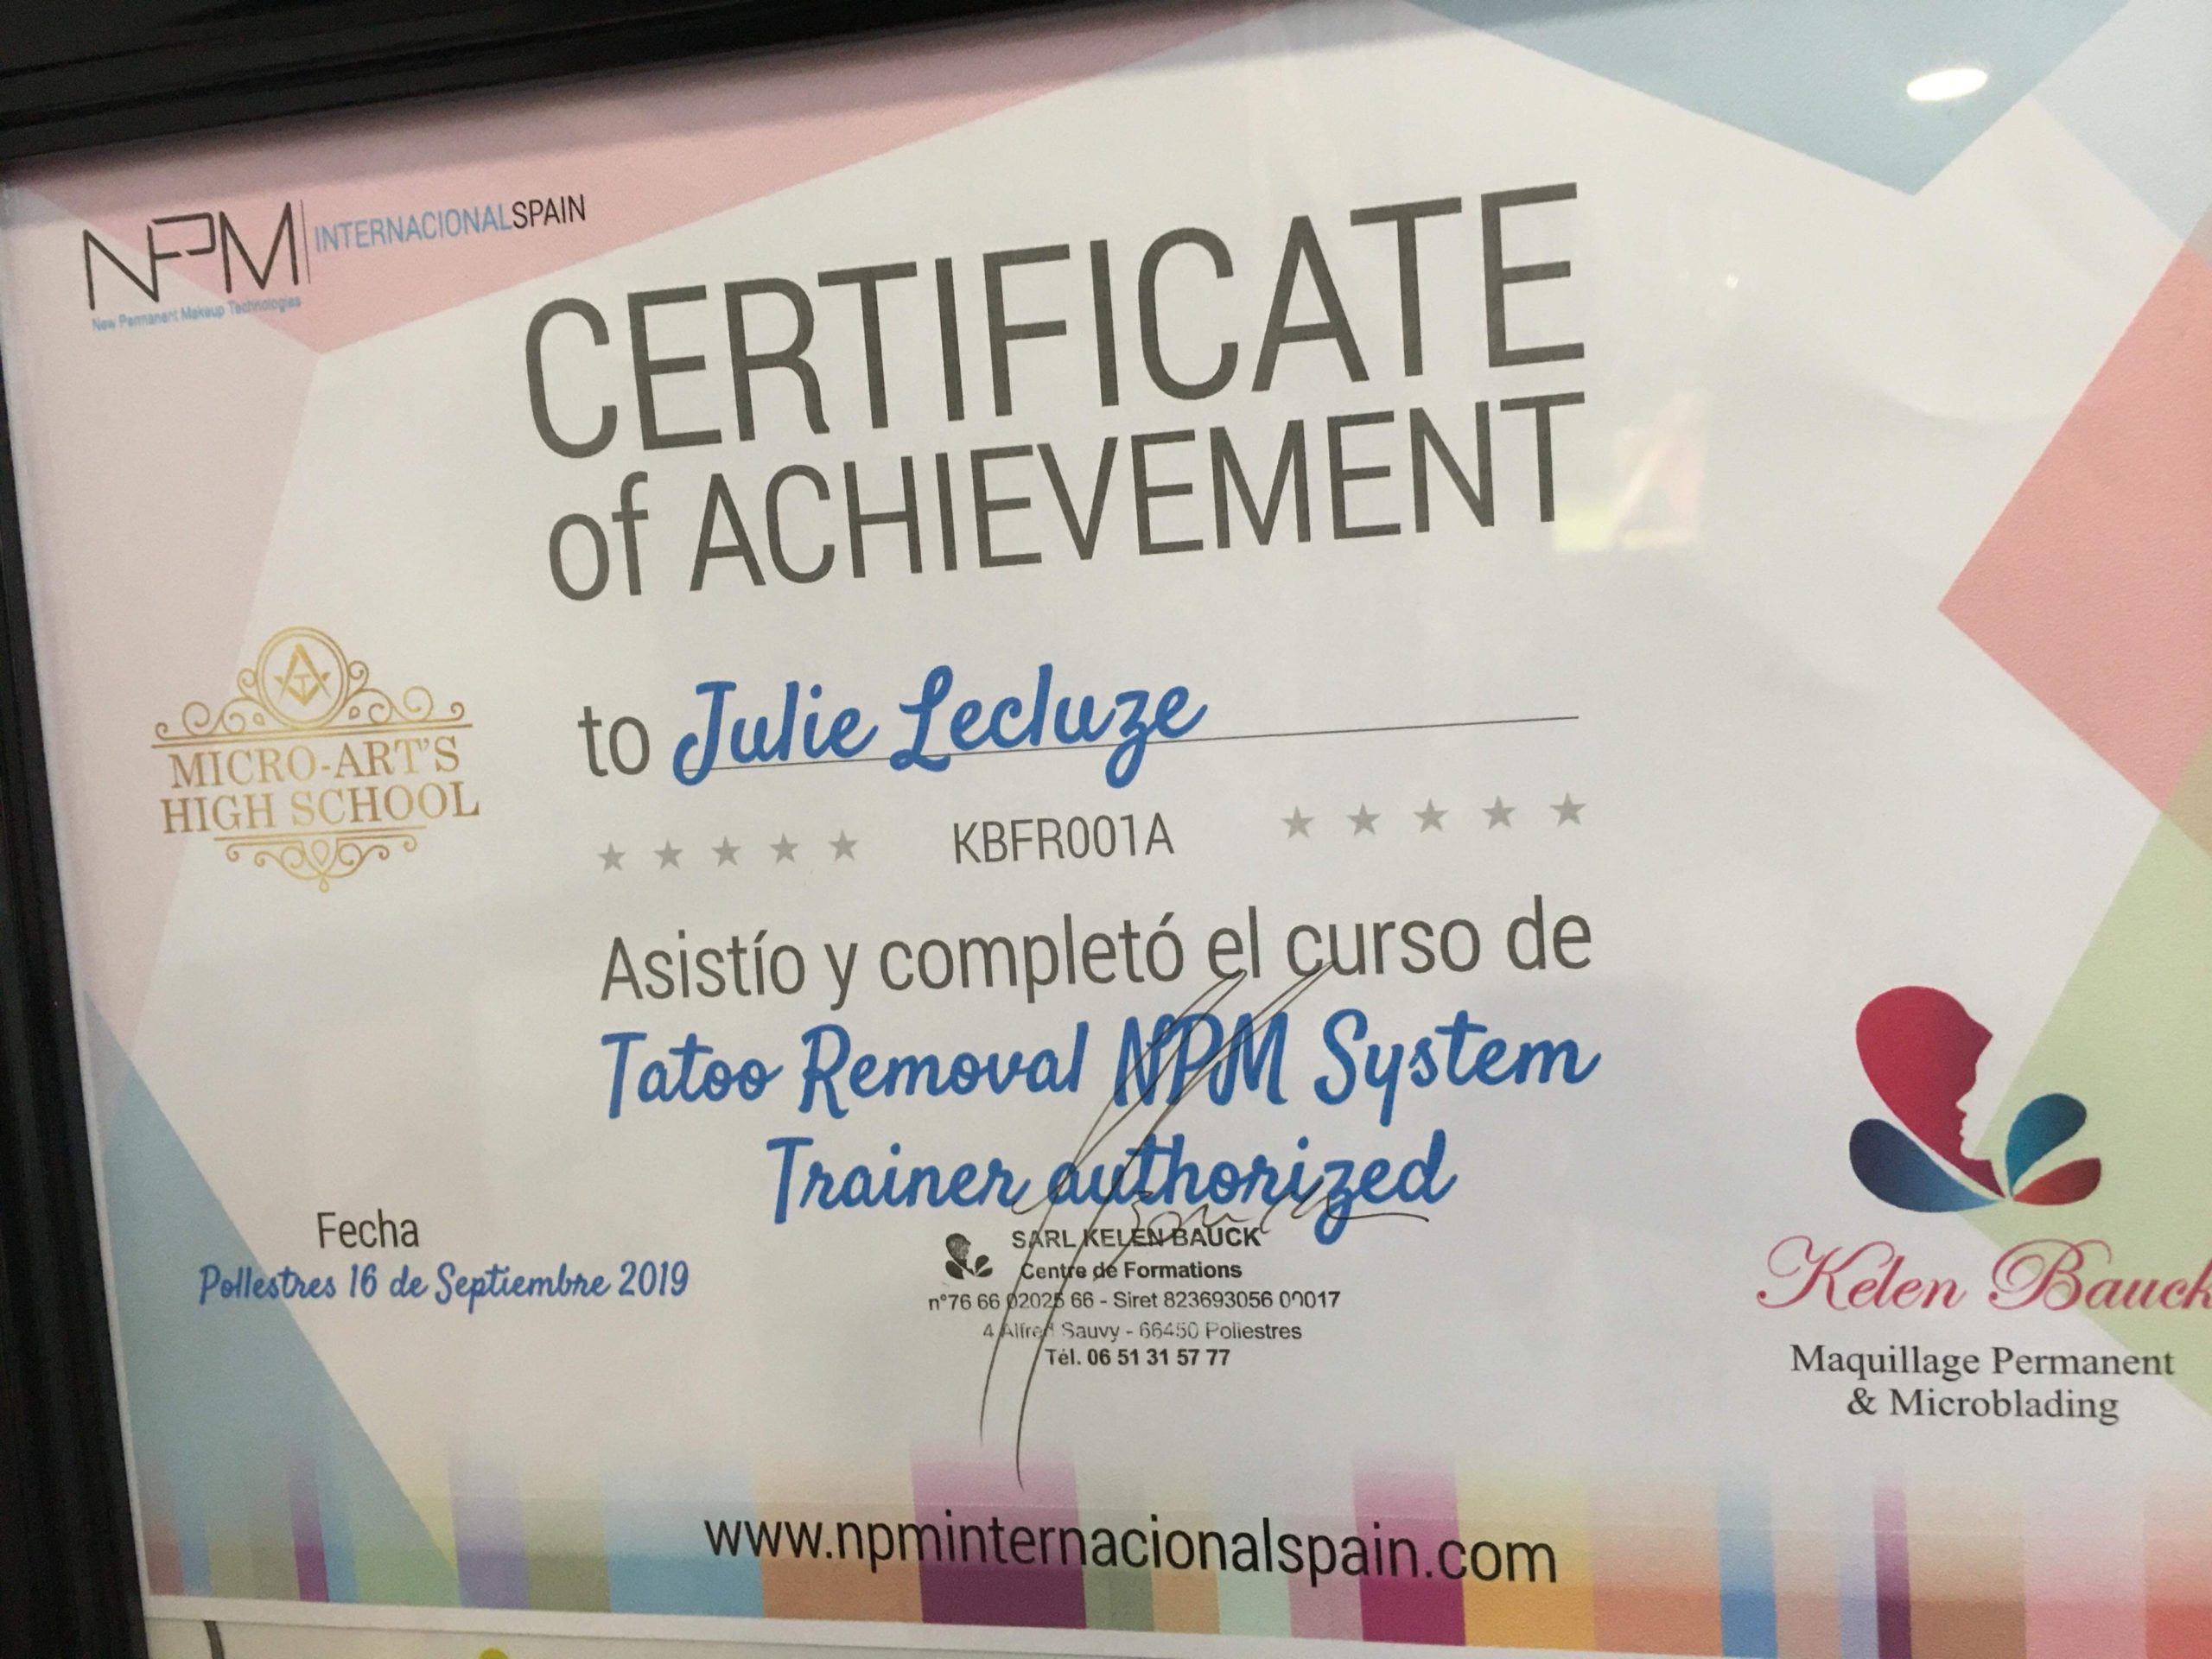 NPM INTERNACIONALSPAIN
New Permanent Makeup Technologies
CERTIFICATE
of ACHIEVEMENT
MICRO-ART'S
HIGH SCHOOL
to Julie Lecluze
KBFR001A
Asistío y completó el curso de
Tatoo Removal NPM System
Trainer authorized
Fecha
Pollestres 16 de Septiembre 2019
SARL KELEN BAUCK
Centre de Formations
n°76 66 02025 66 - Siret 823693056 00017
4 Alfred Sauvy - 66450 Pollestres
Tél. 06 51 31 57 77
Kelen Bauck
Maquillage Permanent
& Microblading
www.npminternacionalspain.com